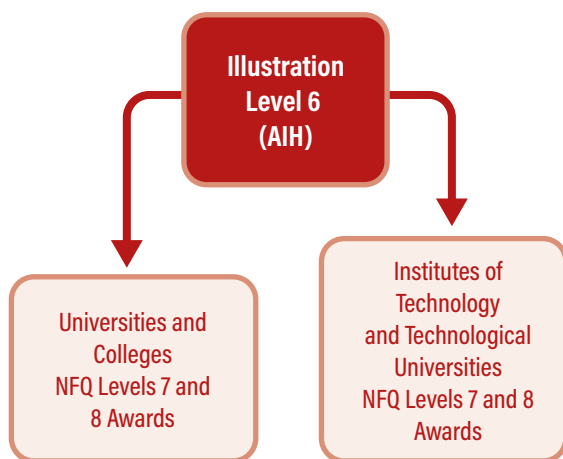 Illustration
Level 6
(AIH)
Universities and
Colleges
NFQ Levels 7 and
8 Awards
Institutes of
Technology
and Technological
Universities
NFQ Levels 7 and 8
Awards